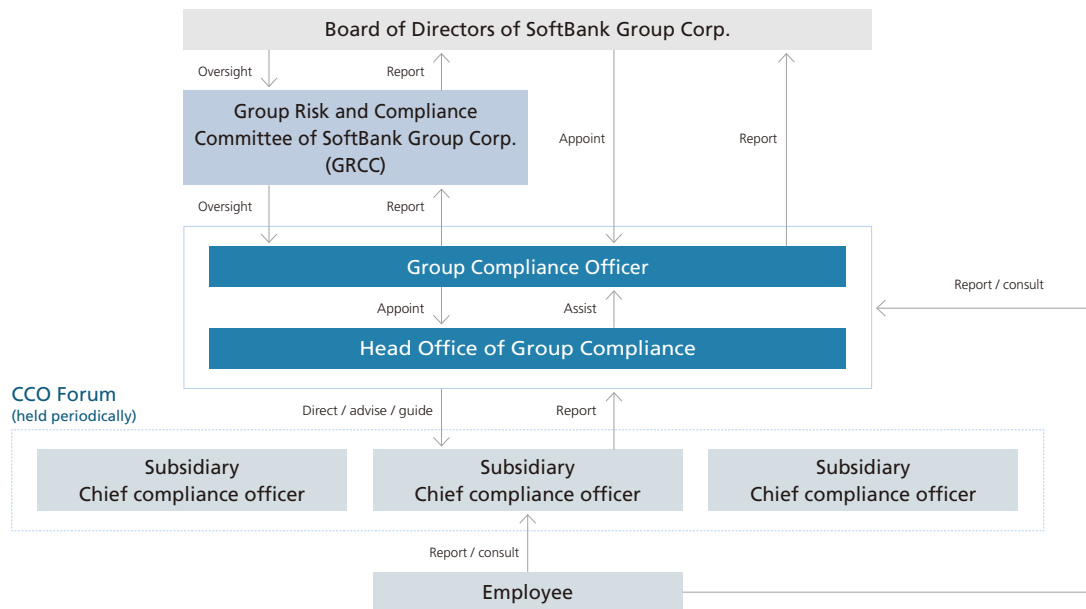 Board of Directors of SoftBank Group Corp.
Oversight
Report
Group Risk and Compliance
Committee of SoftBank Group Corp.
(GRCC)
Appoint
Report
Oversight
Report
Group Compliance Officer
Appoint
Assist
Report / consult
Head Office of Group Compliance
CCO Forum
(held periodically)
Direct / advise / guide
Report
Subsidiary
Chief compliance officer
Subsidiary
Chief compliance officer
Subsidiary
Chief compliance officer
Report / consult
Employee